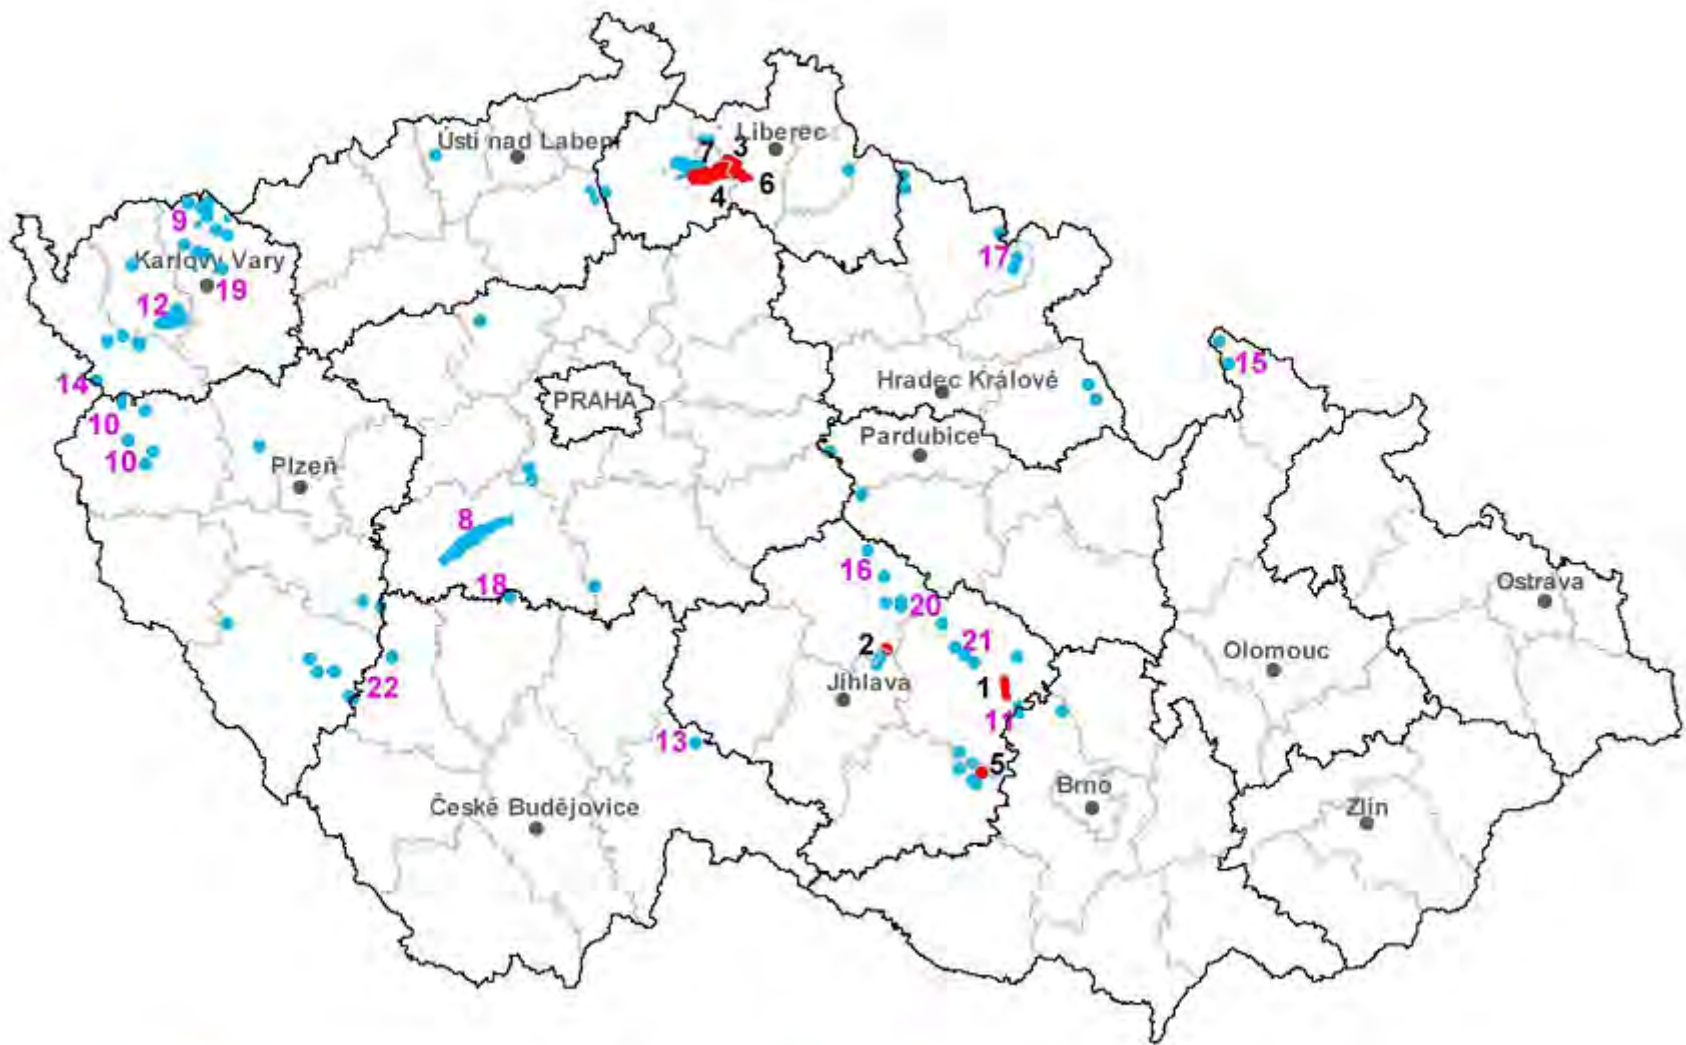 Ústí nad Labem
Liberec
7
3
6
4
9
Karlovy Vary
19
17
12
15
14
Hradec Králové
PRAHA
10
Pardubice
10
Plzeň
8
16
18
Ostrava
20
2
21
Olomouc
Jihlava
22
1
11
13
5
Brno
České Budějovice
Zlín